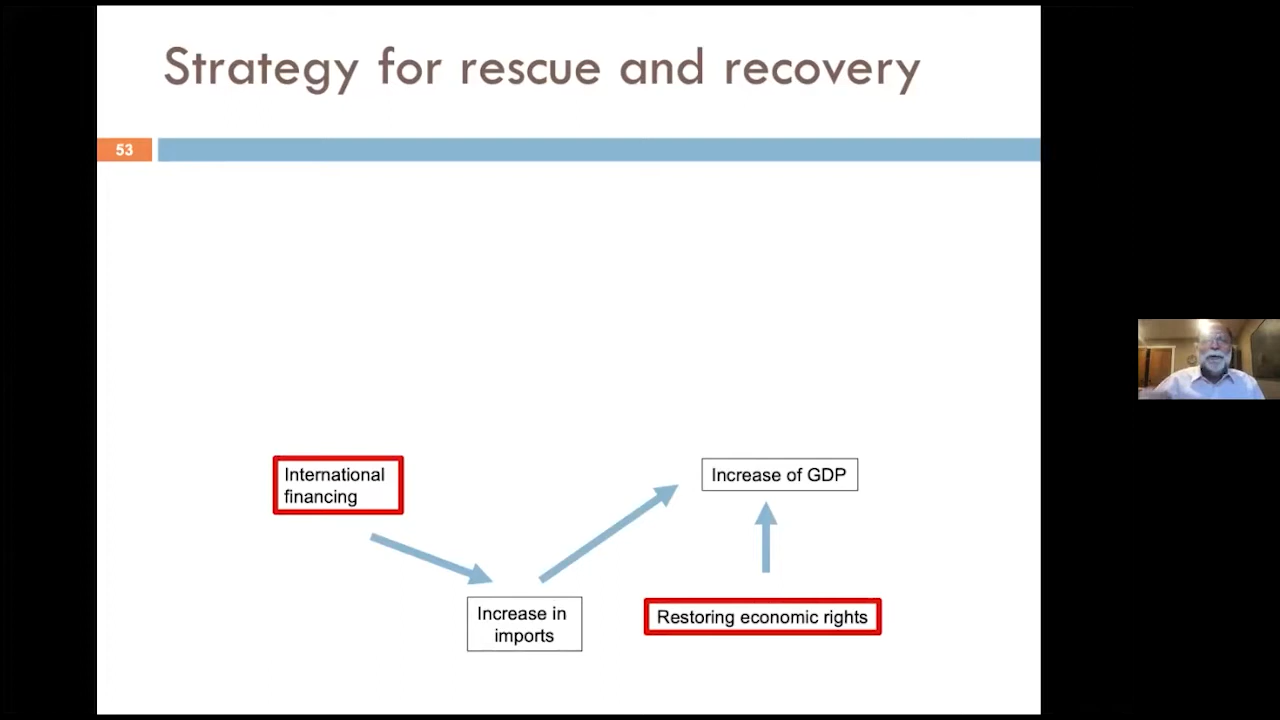 Strategy for rescue and recovery
53
International
financing
Increase of GDP
Increase in
imports
Restoring economic rights